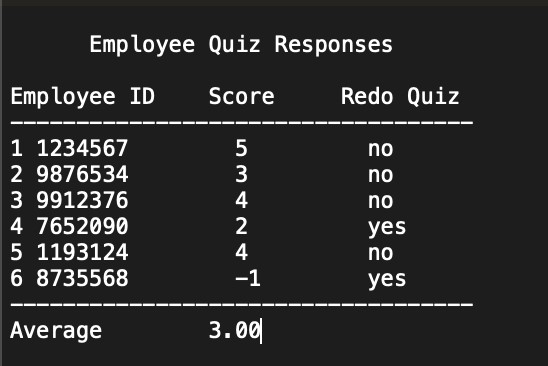 Employee Quiz Responses
Employee ID Score Redo Quiz
-----------------------------------
1 1234567 5 no
2 9876534 3 no
3 9912376 4 no
4 7652090 2 yes
5 1193124 4 no
6 8735568 -1 yes
-----------------------------------
Average 3.00